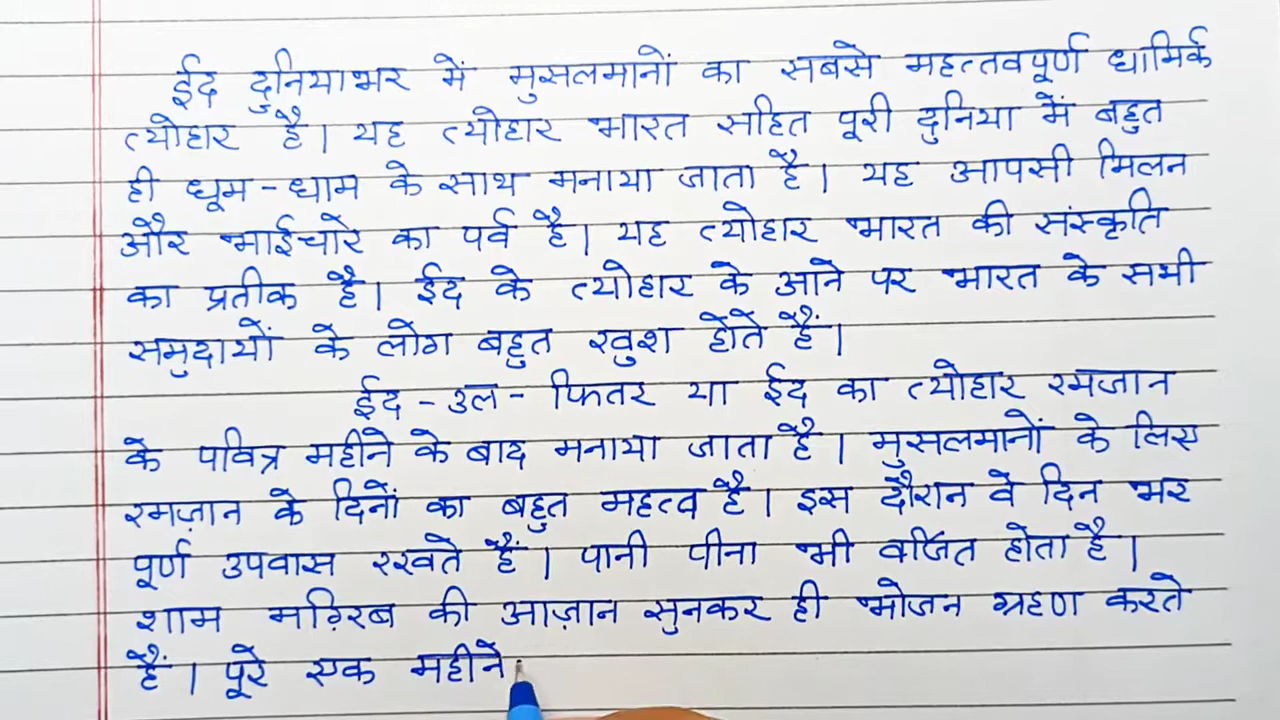 ईद दुनियाभर में मुसलमानों का सबसे महत्तवपूर्ण धार्मिक
त्योहार है। यह त्योहार भारत सहित पूरी दुनिया में बहुत
ही धूम-धाम के साथ मनाया जाता है। यह आपसी मिलन
और भाईचारे का पर्व है। यह त्योहार भारत की संस्कृति
का प्रतीक है। ईद के त्योहार के आने पर भारत के सभी
समुदायों के लोग बहुत खुश होते हैं।
ईद-उल-फितर या ईद का त्योहार रमजान
के पवित्र महीने के बाद मनाया जाता है। मुसलमानों के लिए
रमज़ान के दिनों का बहुत महत्व है। इस दौरान वे दिन भर
पूर्ण उपवास रखते हैं। पानी पीना भी वर्जित होता है।
शाम मग़्रिब की आज़ान सुनकर ही भोजन ग्रहण करते
हैं। पूरे एक महीने